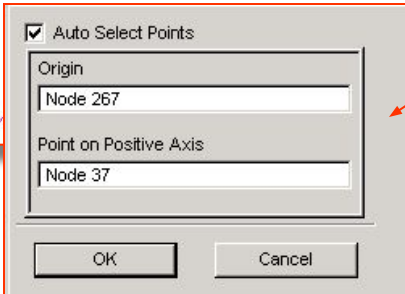 Auto Select Points
Origin
Node 267
Point on Positive Axis
Node 37
OK Cancel